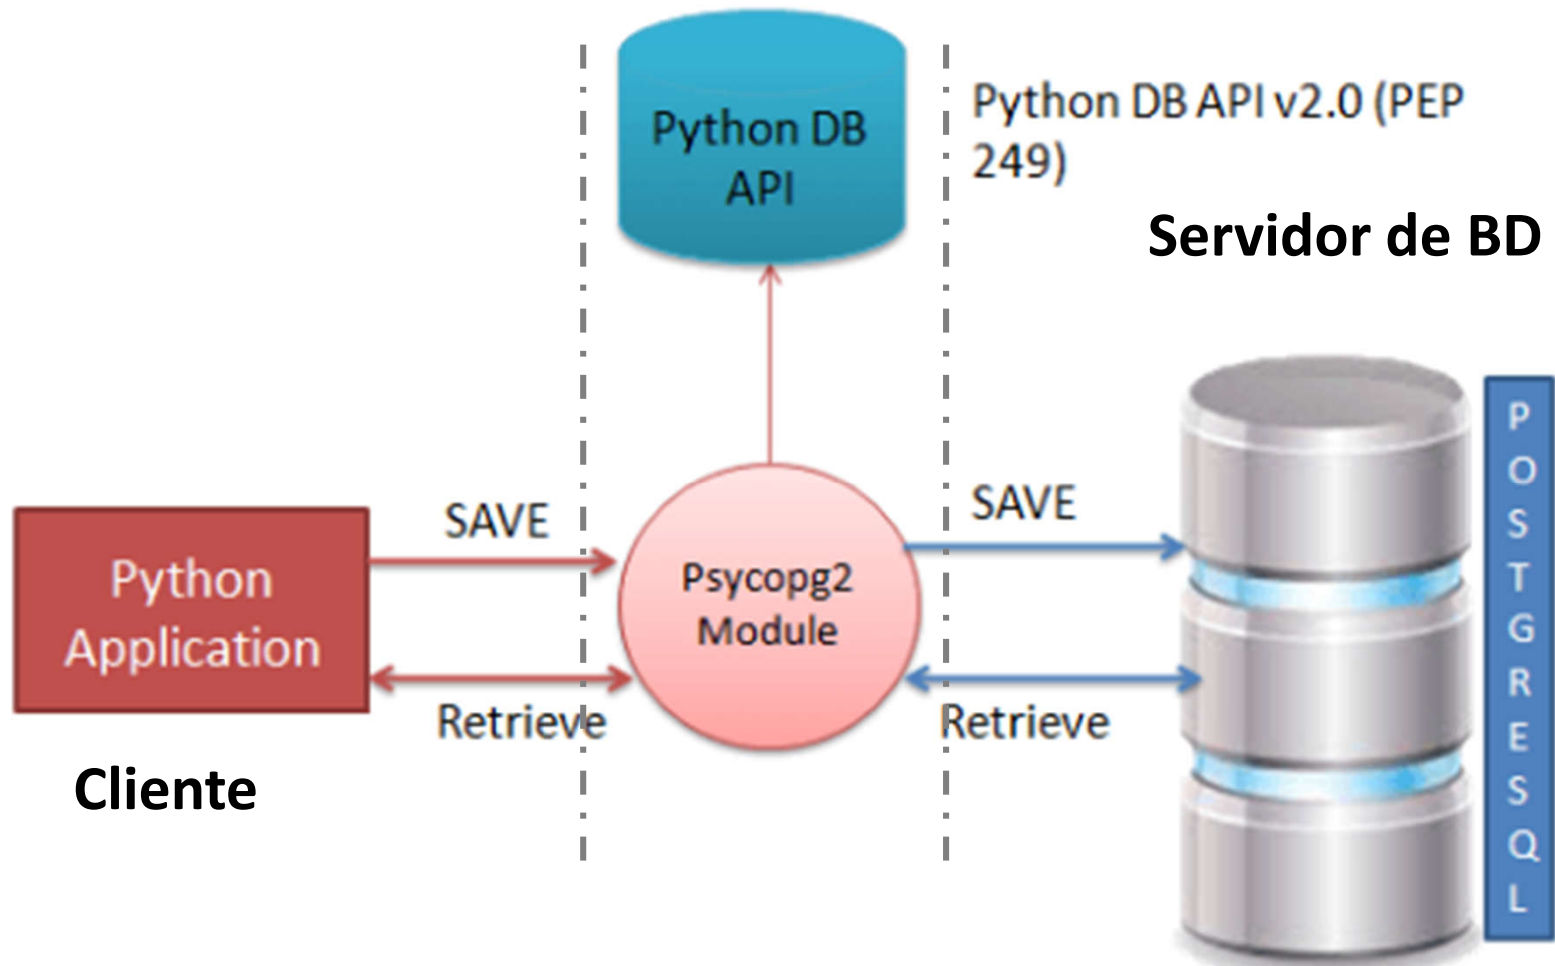 Python DB
API
Python DB API v2.0 (PEP
249)
Servidor de BD
SAVE
SAVE
Python
Application
Psycopg2
Module
Retrieve
Retrieve
Cliente
POSTGRESQL